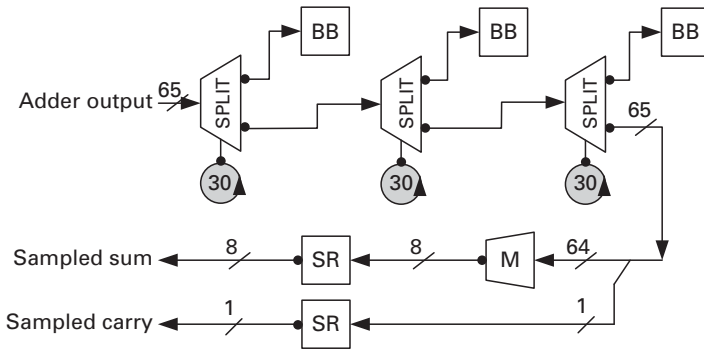 BB
BB
BB
Adder output
65
SPLIT
SPLIT
SPLIT
65
30
30
30
Sampled sum
8
SR
8
M
64
Sampled carry
1
SR
1